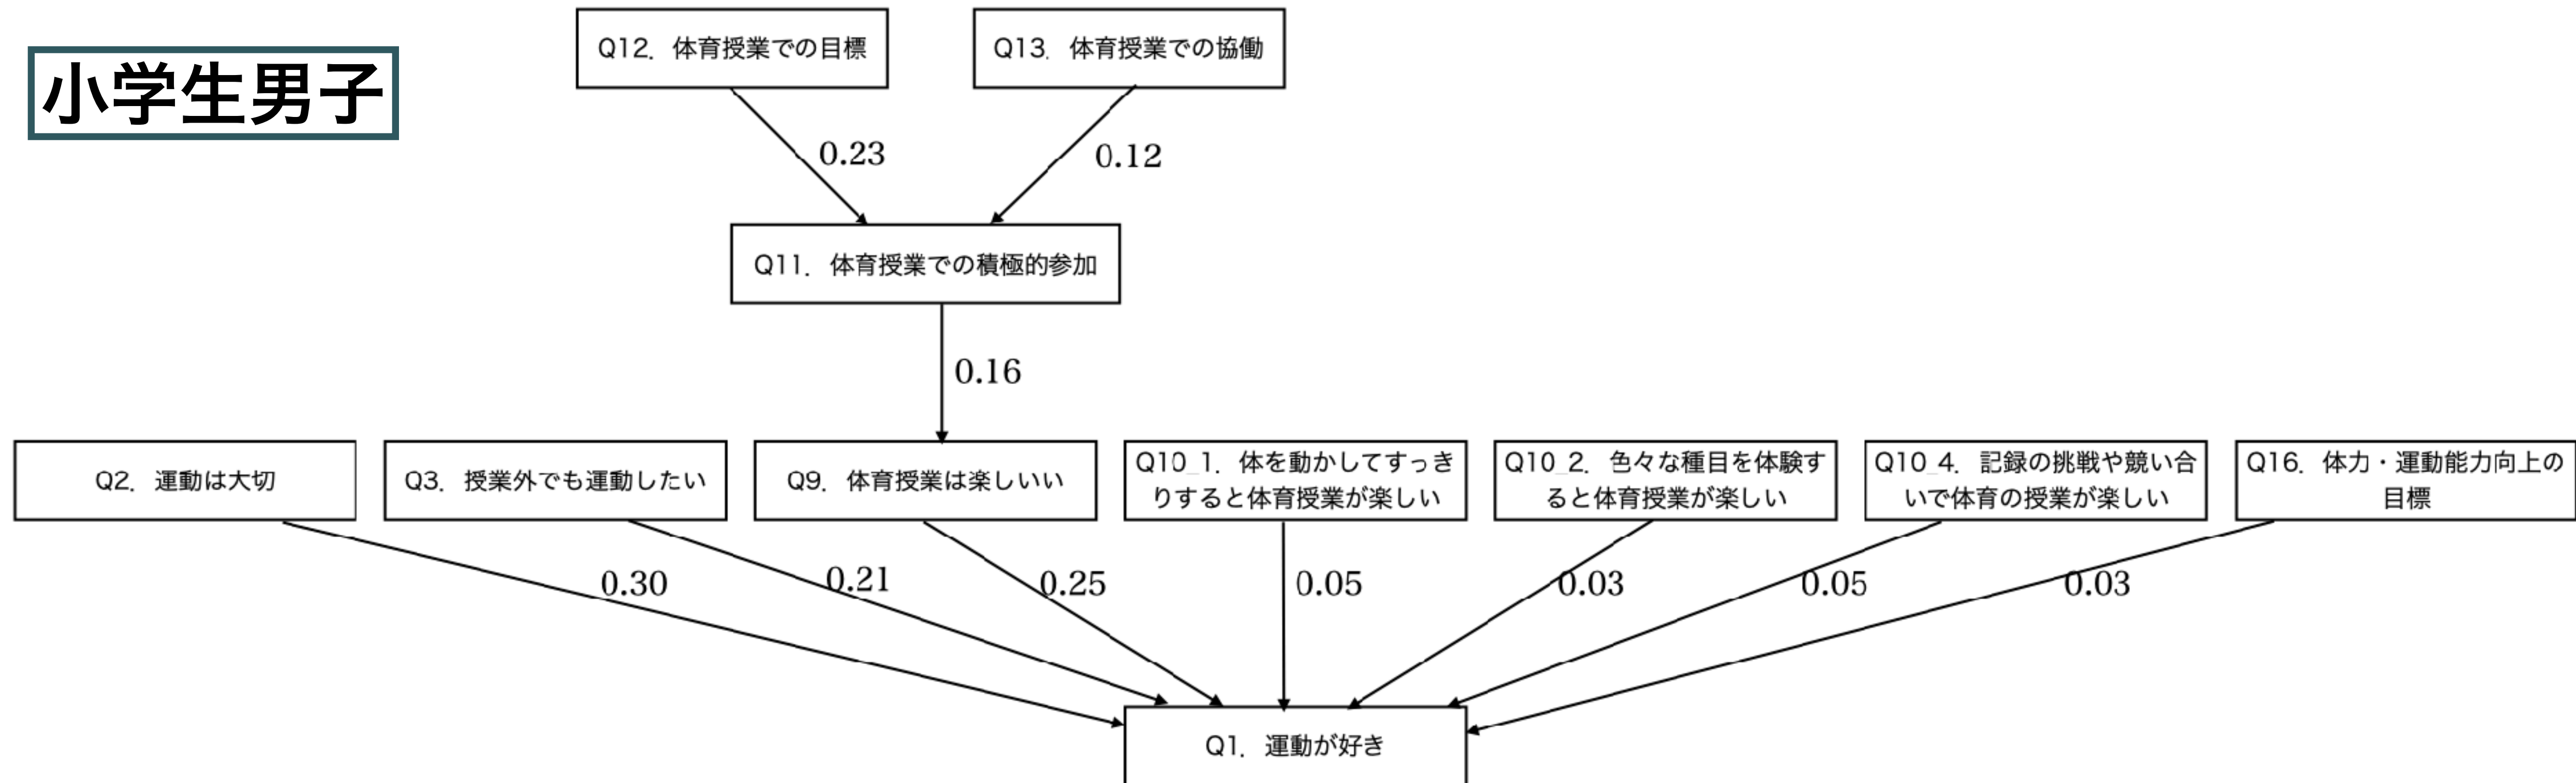 小学生男子
Q12. 体育授業での目標
Q13. 体育授業での協働
0.23
0.12
Q11. 体育授業での積極的参加
0.16
Q2. 運動は大切
Q3. 授業外でも運動したい
Q9. 体育授業は楽しいい
Q10_1. 体を動かしてすっき
りすると体育授業が楽しい
Q10_2. 色々な種目を体験す
ると体育授業が楽しい
Q10_4. 記録の挑戦や競い合
いで体育の授業が楽しい
Q16. 体力・運動能力向上の
目標
0.30
0.21
0.25
0.05
0.03
0.05
0.03
Q1. 運動が好き